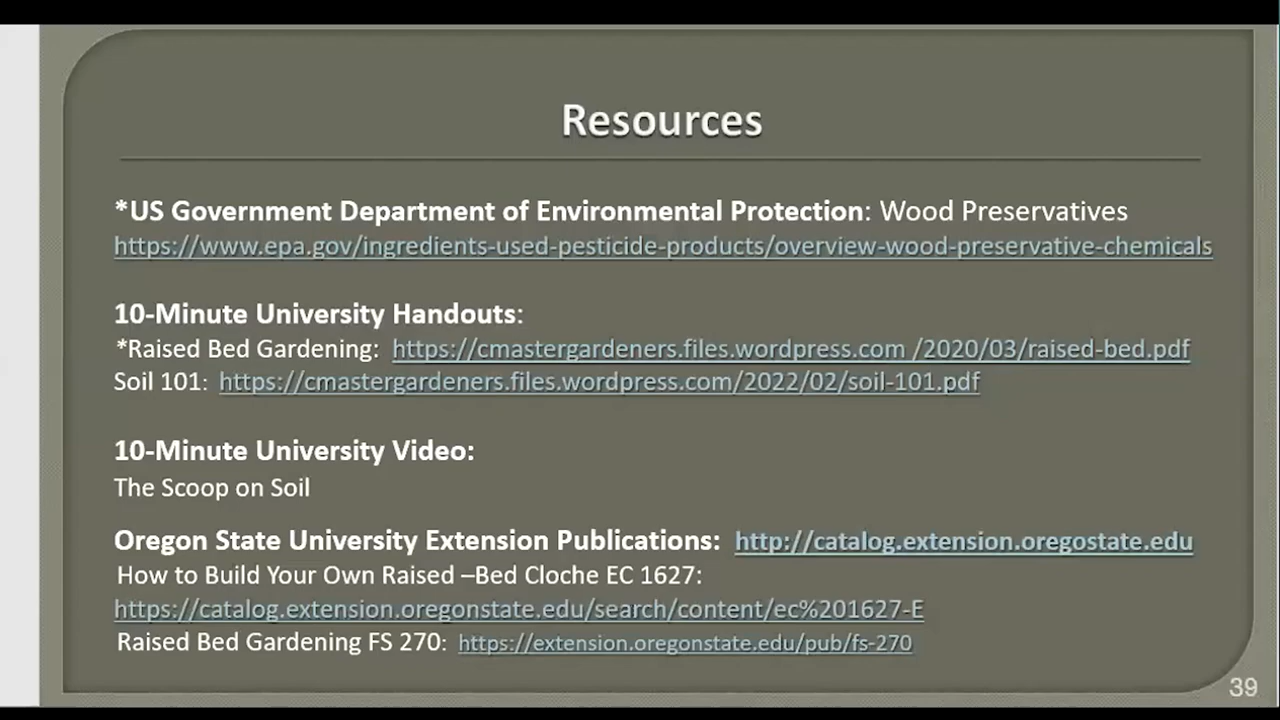 Resources
*US Government Department of Environmental Protection: Wood Preservatives
https://www.epa.gov/ingredients-used-pesticide-products/overview-wood-preservative-chemicals
10-Minute University Handouts:
*Raised Bed Gardening: https://cmastergardeners.files.wordpress.com /2020/03/raised-bed.pdf
Soil 101: https://cmastergardeners.files.wordpress.com/2022/02/soil-101.pdf
10-Minute University Video:
The Scoop on Soil
Oregon State University Extension Publications: http://catalog.extension.oregostate.edu
How to Build Your Own Raised –Bed Cloche EC 1627:
https://catalog.extension.oregonstate.edu/search/content/ec%201627-E
Raised Bed Gardening FS 270: https://extension.oregonstate.edu/pub/fs-270
39